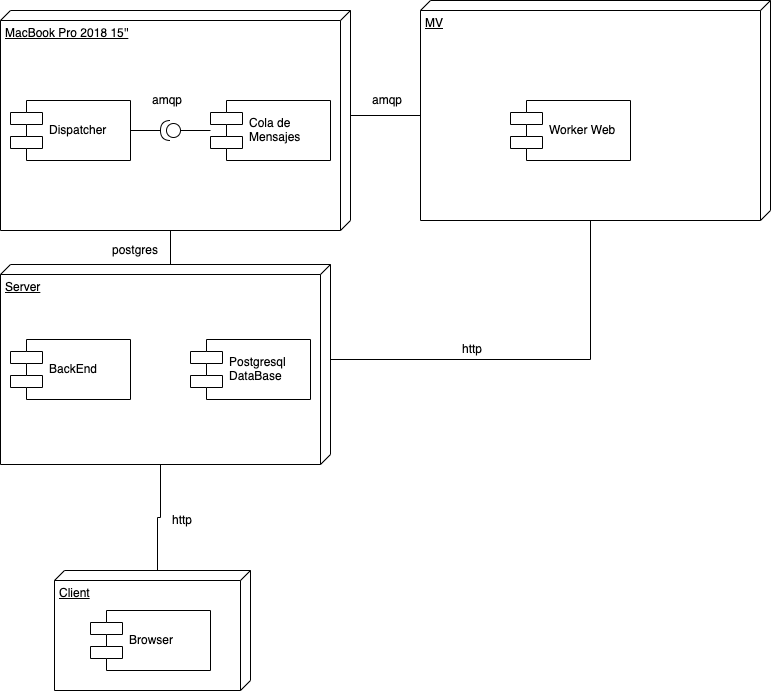 MacBook Pro 2018 15"
MV
amqp
amqp
Dispatcher
Cola de
Mensajes
Worker Web
postgres
Server
http
BackEnd
Postgresql
DataBase
http
Client
Browser